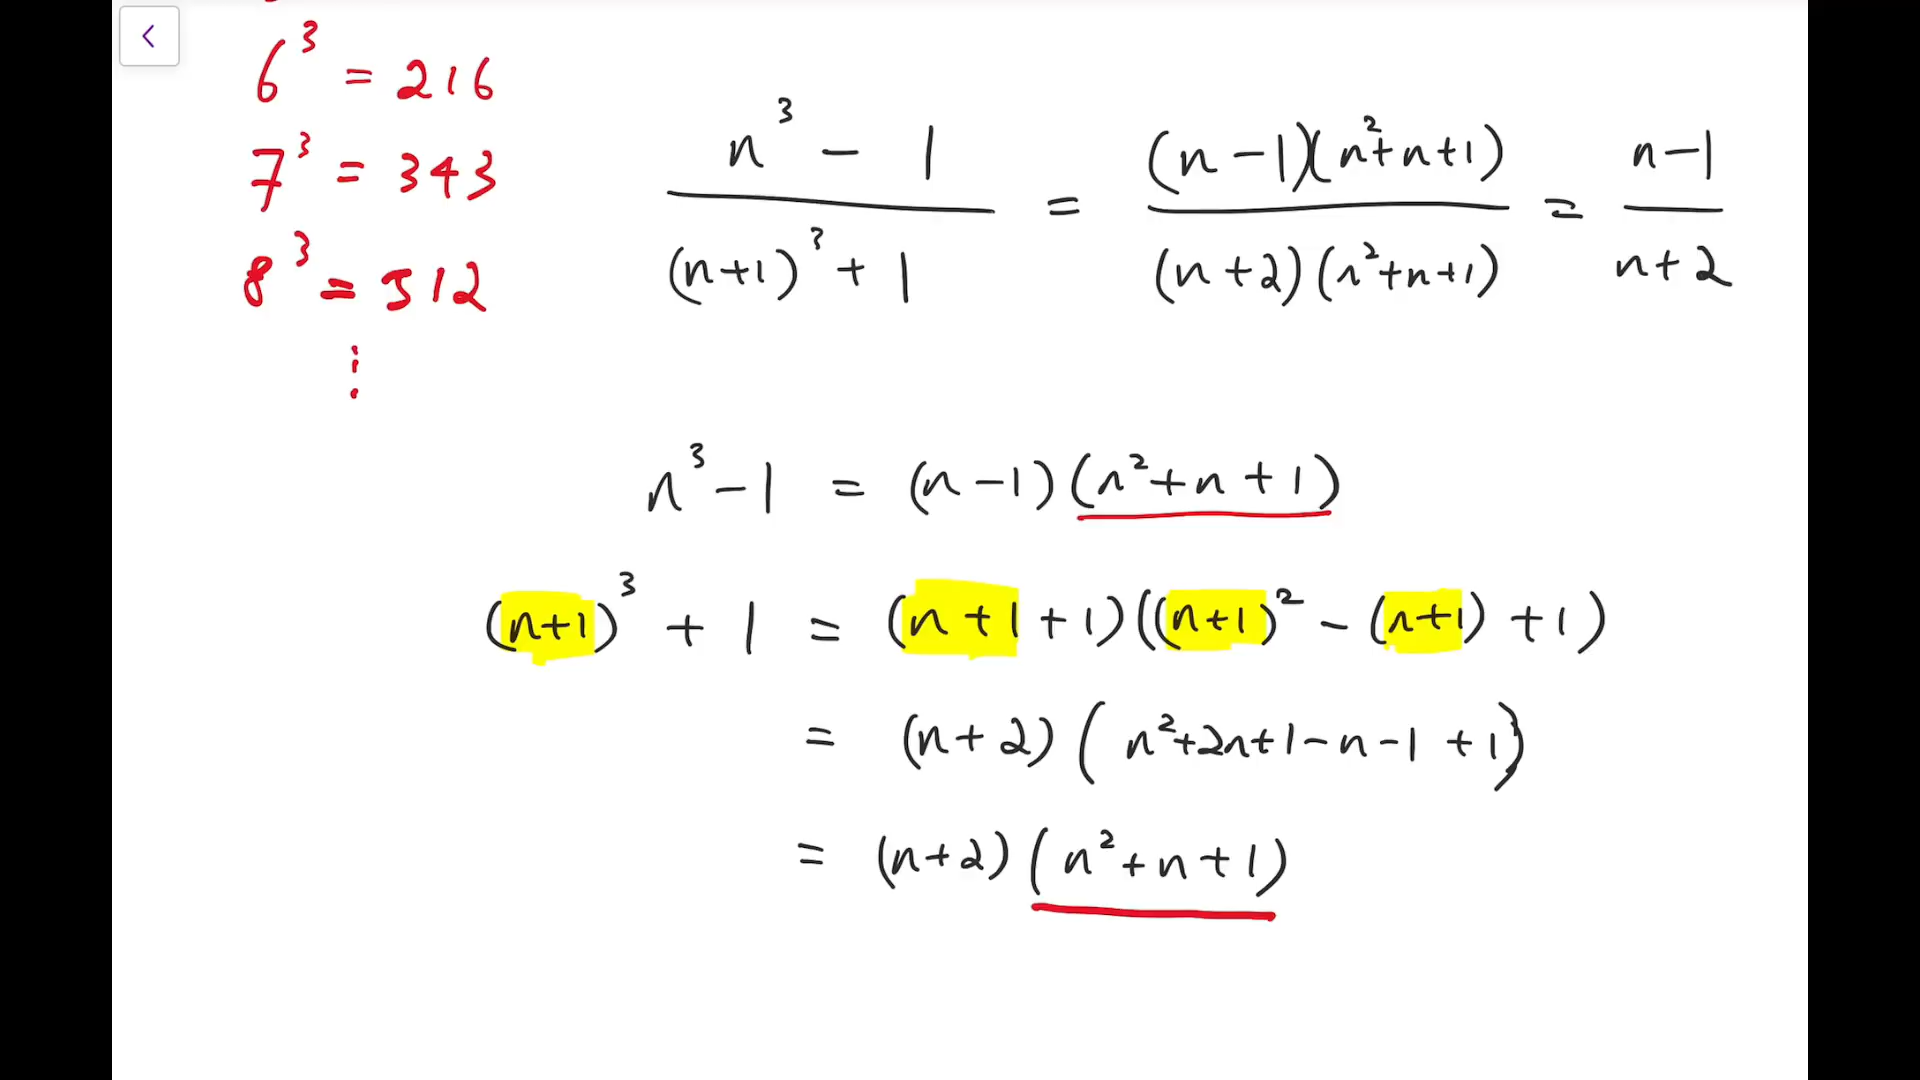 6³ = 216
7³ = 343
8³ = 512
⋮
n³ - 1 / (n+1)³ + 1 = (n-1)(n²+n+1) / (n+2)(n²+n+1) = n-1 / n+2
n³ - 1 = (n-1)(n²+n+1)
(n+1)³ + 1 = (n+1+1)((n+1)² - (n+1) + 1)
= (n+2)(n²+2n+1-n-1+1)
= (n+2)(n²+n+1)